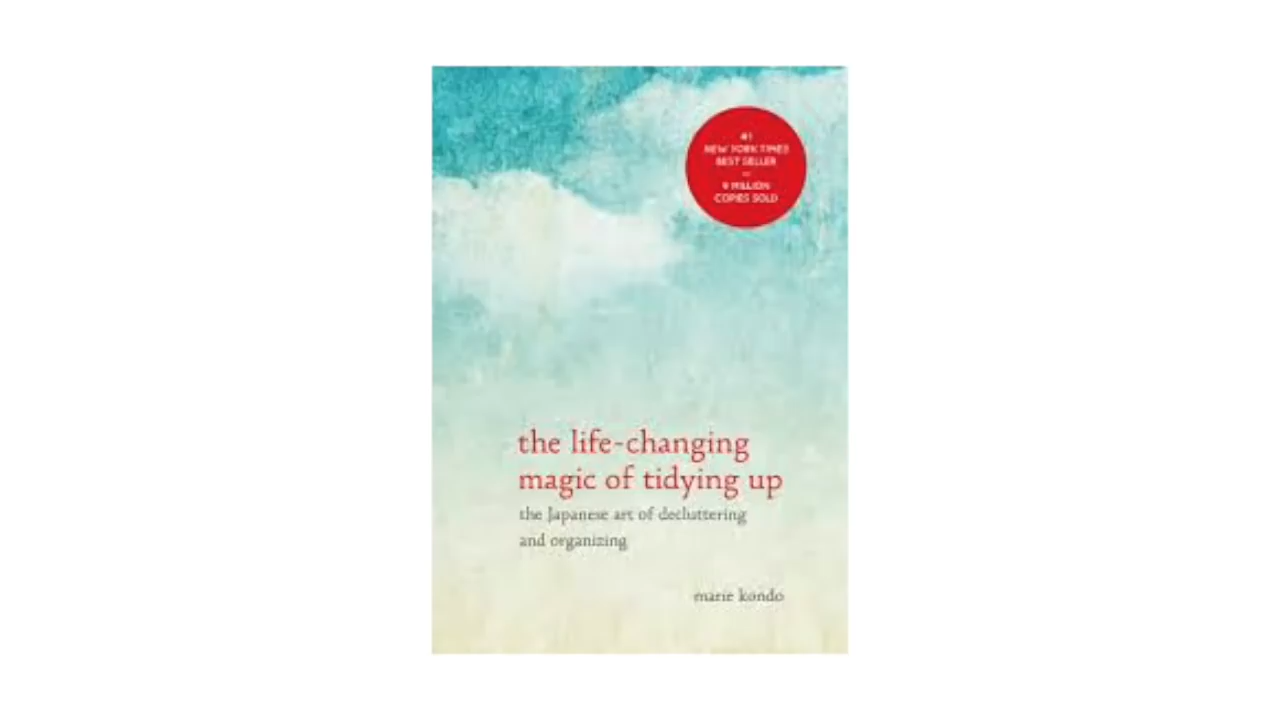 #1
NEW YORK TIMES
BEST SELLER
—
9 MILLION
COPIES SOLD
the life-changing
magic of tidying up
the Japanese art of decluttering
and organizing
marie kondo